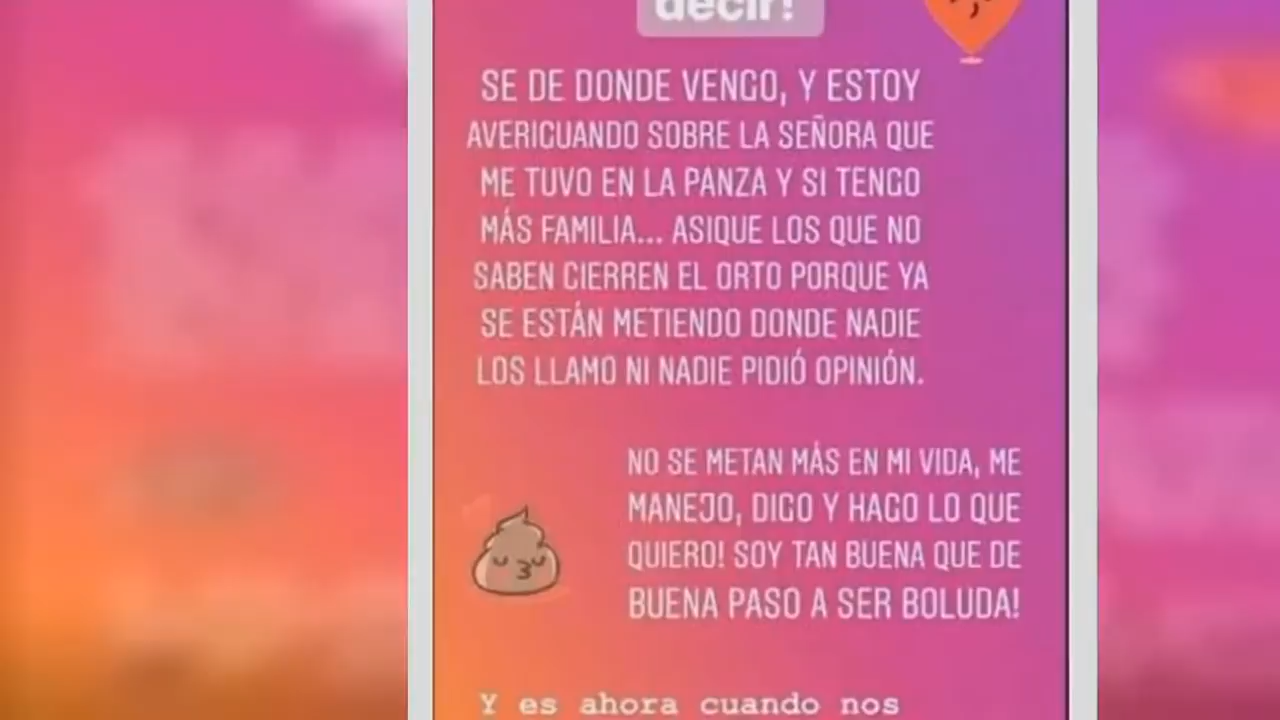 decir!
SE DE DONDE VENGO, Y ESTOY
AVERIGUANDO SOBRE LA SEÑORA QUE
ME TUVO EN LA PANZA Y SI TENGO
MÁS FAMILIA... ASIQUE LOS QUE NO
SABEN CIERREN EL ORTO PORQUE YA
SE ESTÁN METIENDO DONDE NADIE
LOS LLAMO NI NADIE PIDIÓ OPINIÓN.
NO SE METAN MÁS EN MI VIDA, ME
MANEJO, DIGO Y HAGO LO QUE
QUIERO! SOY TAN BUENA QUE DE
BUENA PASO A SER BOLUDA!
Y es ahora cuando nos